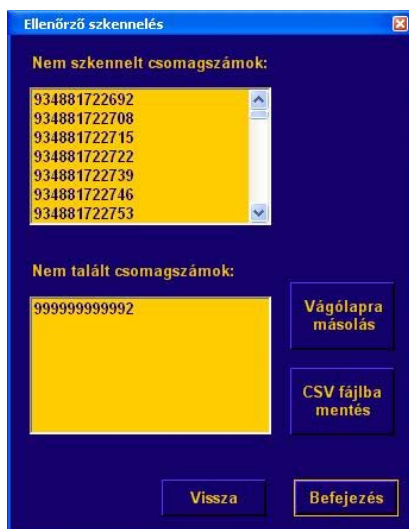 Ellenőrző szkennelés
Nem szkennelt csomagszámok:
934881722692
934881722708
934881722715
934881722722
934881722739
934881722746
934881722753
Nem talált csomagszámok:
999999999992
Vágólapra
másolás
CSV fájlba
mentés
Vissza
Befejezés